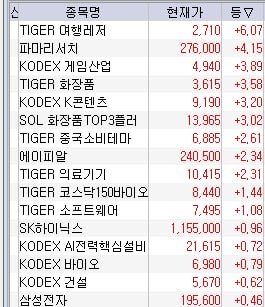 신 종목명 현재가 등▽
TIGER 여행레저 2,710 +6,07
파마리서치 276,000 +4,15
KODEX 게임산업 4,940 +3,89
TIGER 화장품 3,615 +3,58
KODEX K콘텐츠 9,190 +3,20
SOL 화장품TOP3플러 13,965 +3,02
TIGER 중국소비테마 6,885 +2,61
에이피알 240,500 +2,34
TIGER 의료기기 10,415 +2,31
TIGER 코스닥150바이오 8,440 +1,44
TIGER 소프트웨어 7,495 +1,08
SK하이닉스 1,155,000 +0,96
KODEX AI전력핵심설비 21,615 +0,72
KODEX 바이오 6,980 +0,79
KODEX 건설 5,670 +0,62
삼성전자 195,600 +0,46